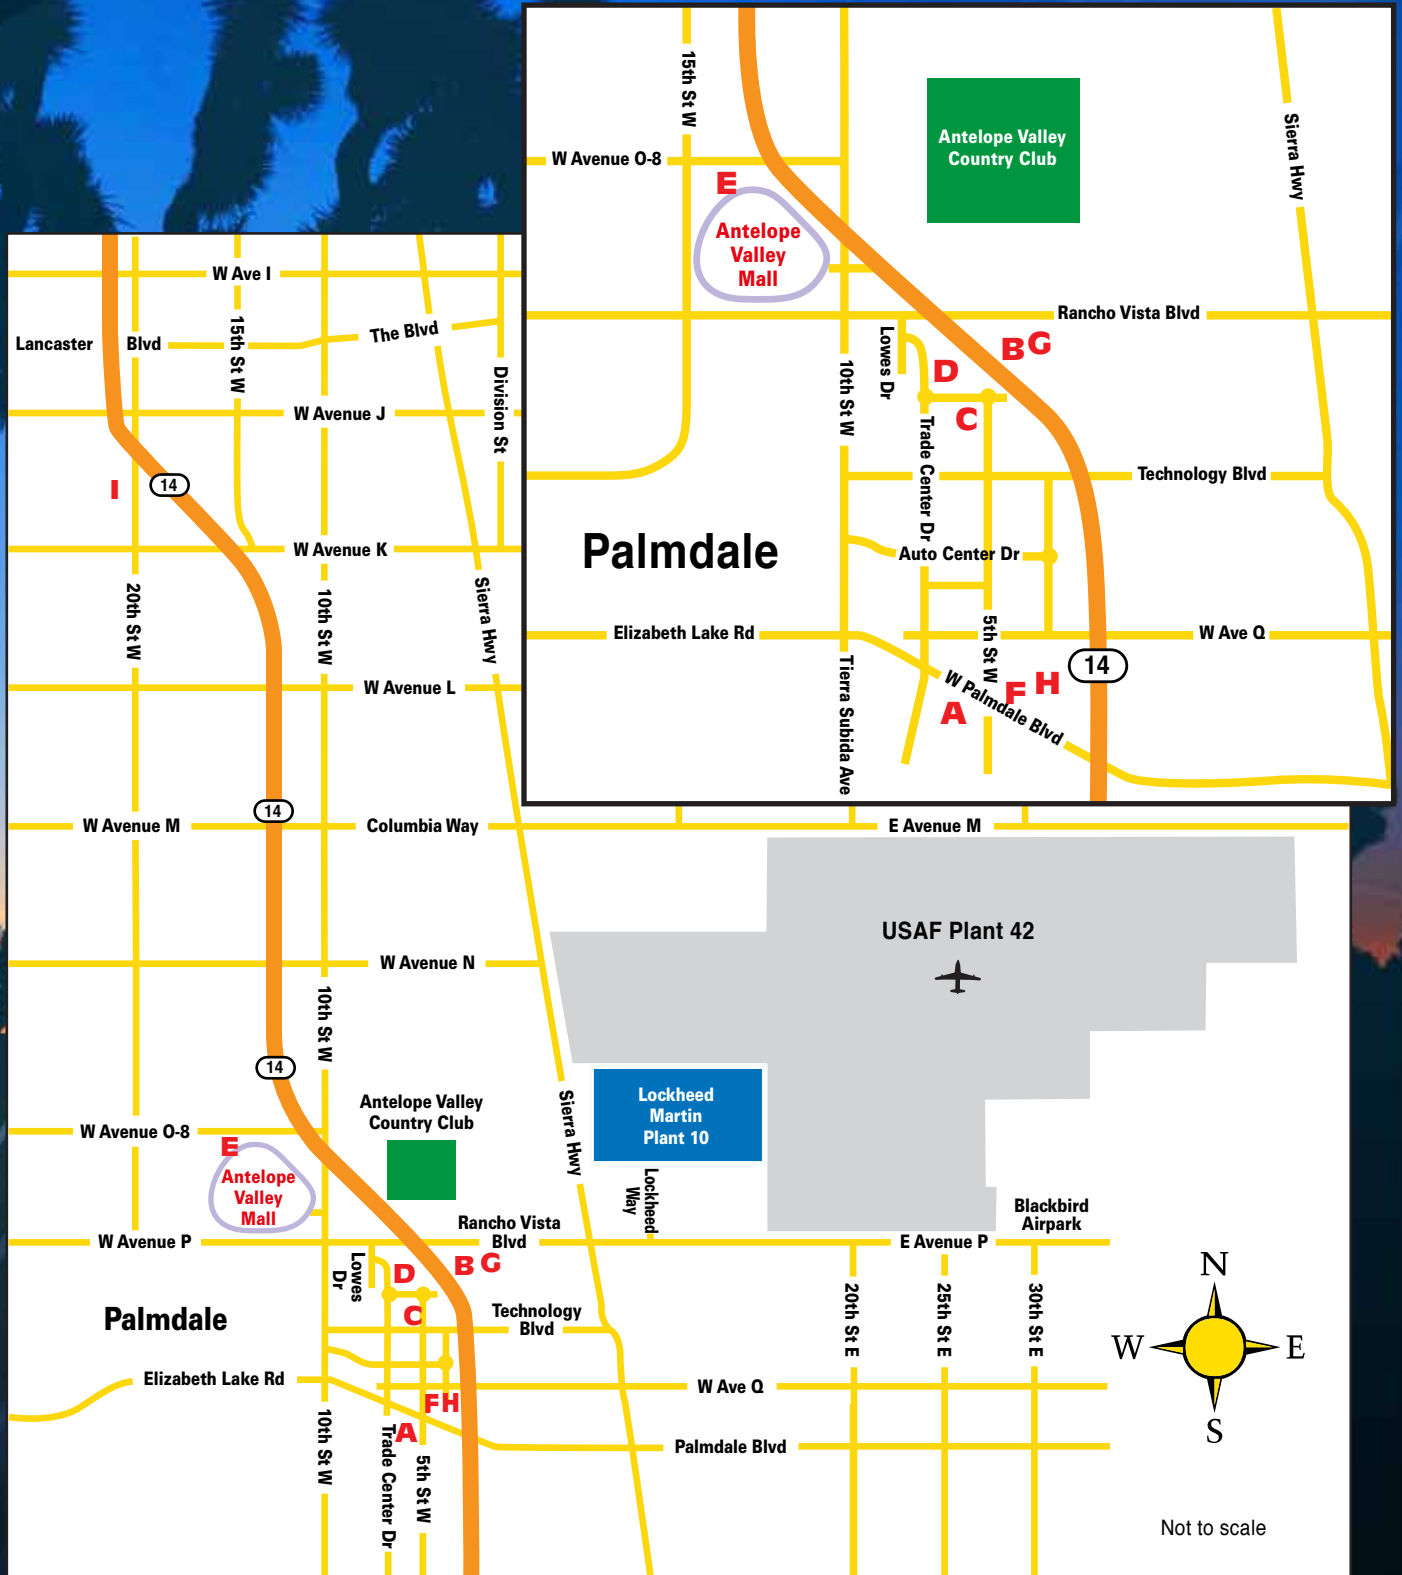 15th St W
W Avenue O-8
E
Antelope
Valley
Mall
Antelope Valley
Country Club
Sierra Hwy
Rancho Vista Blvd
Lowes Dr
10th St W
B
G
D
C
Trade Center Dr
Technology Blvd
Palmdale
Auto Center Dr
Elizabeth Lake Rd
5th St W
W Ave Q
14
Tierra Subida Ave
W Palmdale Blvd
A
F
H
W Ave I
Lancaster
Blvd
15th St W
The Blvd
Division St
W Avenue J
I
14
W Avenue K
20th St W
10th St W
Sierra Hwy
W Avenue L
14
W Avenue M
Columbia Way
E Avenue M
USAF Plant 42
W Avenue N
10th St W
14
Antelope Valley
Country Club
Sierra Hwy
Lockheed
Martin
Plant 10
Lockheed
Way
W Avenue O-8
E
Antelope
Valley
Mall
Blackbird
Airpark
W Avenue P
Rancho Vista
Blvd
E Avenue P
Lowes
Dr
D
B
G
C
Palmdale
Technology
Blvd
20th St E
25th St E
30th St E
N
W
E
S
Elizabeth Lake Rd
W Ave Q
F
H
A
10th St W
Trade Center Dr
5th St W
Palmdale Blvd
Not to scale